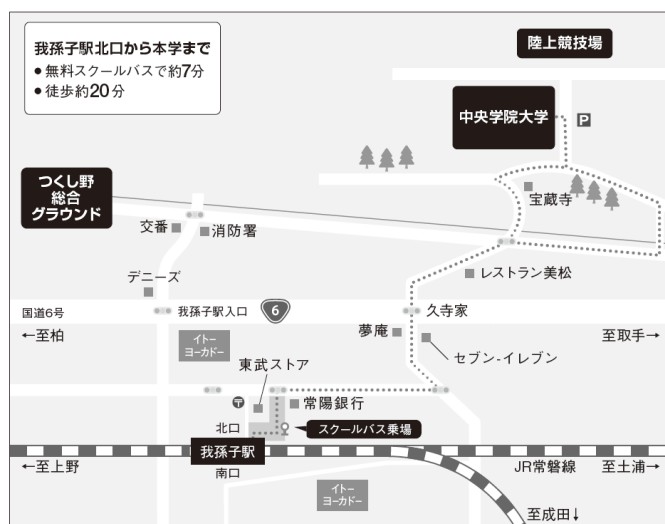 我孫子駅北口から本学まで
●無料スクールバスで約7分
●徒歩約20分
陸上競技場
中央学院大学
P
つくし野
総合
グラウンド
宝蔵寺
交番
消防署
レストラン美松
デニーズ
国道6号
我孫子駅入口
6
久寺家
←至柏
イトー
ヨーカドー
夢庵
至取手→
セブン-イレブン
東武ストア
〒
常陽銀行
北口
スクールバス乗場
我孫子駅
←至上野
南口
JR常磐線
至土浦→
イトー
ヨーカドー
至成田↓